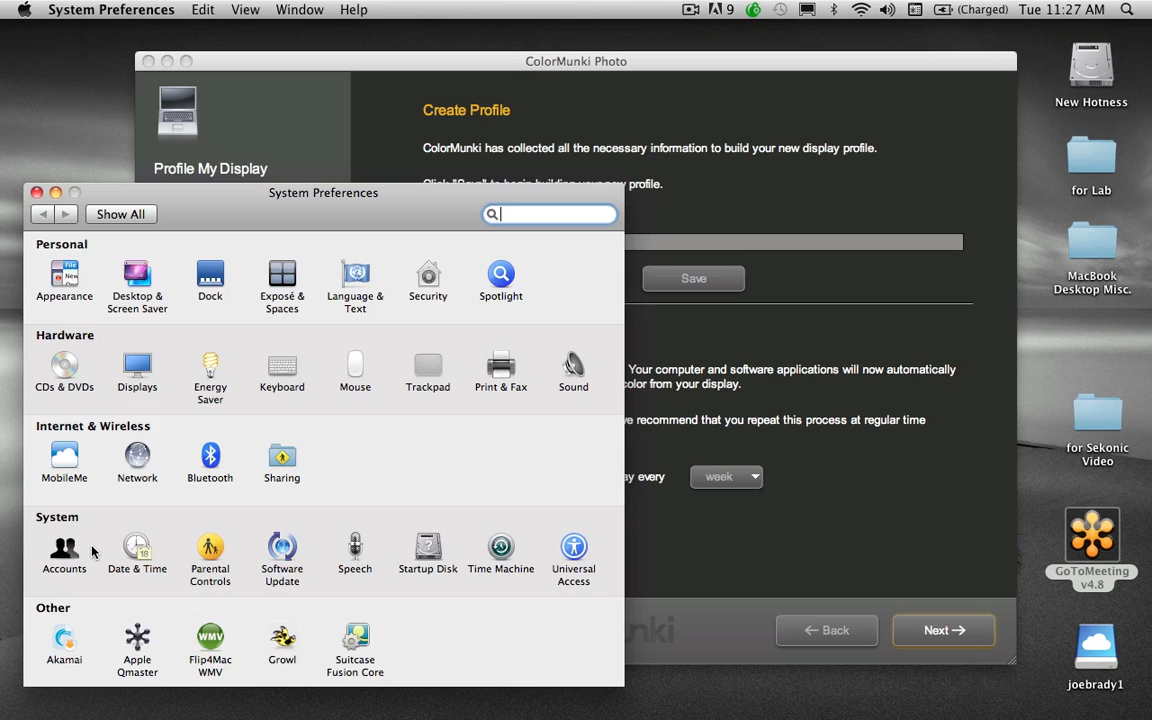 System Preferences Edit View Window Help
9 (Charged) Tue 11:27 AM
ColorMunki Photo
New Hotness
for Lab
MacBook
Desktop Misc.
for Sekonic
Video
GoToMeeting
v4.8
joebrady1
Profile My Display
Create Profile
ColorMunki has collected all the necessary information to build your new display profile.
profile.
Save
Your computer and software applications will now automatically
color from your display.
recommend that you repeat this process at regular time
every week
Back Next
System Preferences
Show All
Personal
Appearance
Desktop &
Screen Saver
Dock
Exposé &
Spaces
Language &
Text
Security
Spotlight
Hardware
CDs & DVDs
Displays
Energy
Saver
Keyboard
Mouse
Trackpad
Print & Fax
Sound
Internet & Wireless
MobileMe
Network
Bluetooth
Sharing
System
Accounts
Date & Time
Parental
Controls
Software
Update
Speech
Startup Disk
Time Machine
Universal
Access
Other
Akamai
Apple
Qmaster
Flip4Mac
WMV
Growl
Suitcase
Fusion Core